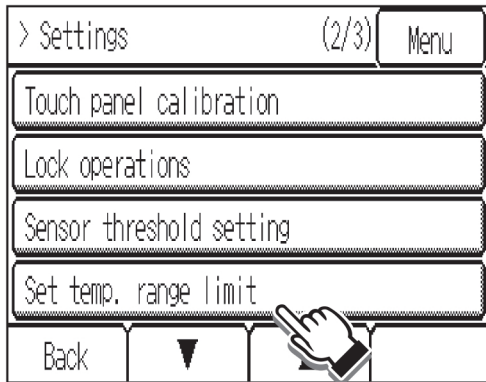 > Settings (2/3) Menu
Touch panel calibration
Lock operations
Sensor threshold setting
Set temp. range limit
Back ▼ ▲